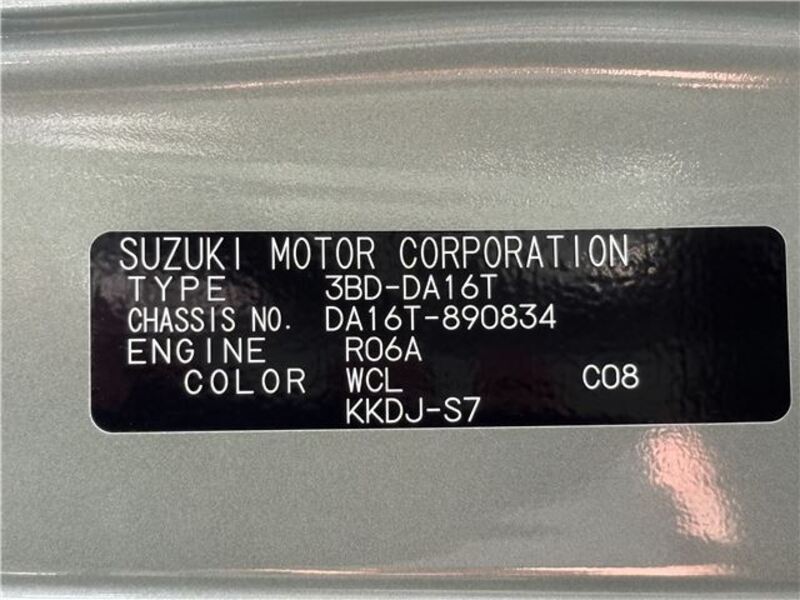 SUZUKI MOTOR CORPORATION
TYPE 3BD-DA16T
CHASSIS NO. DA16T-890834
ENGINE R06A
COLOR WCL C08
KKDJ-S7